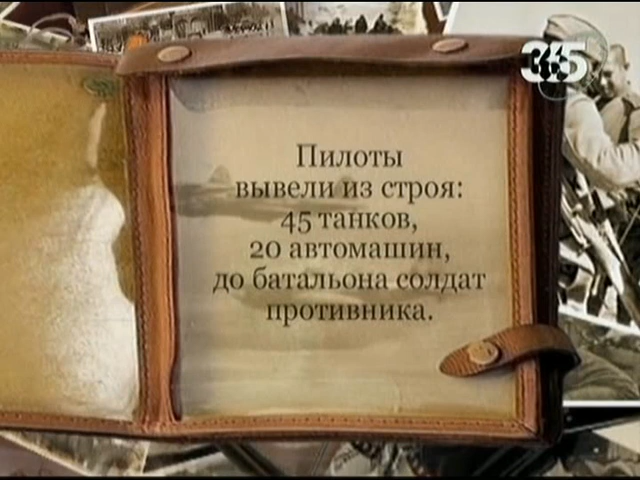 365
Пилоты
вывели из строя:
45 танков,
20 автомашин,
до батальона солдат
противника.